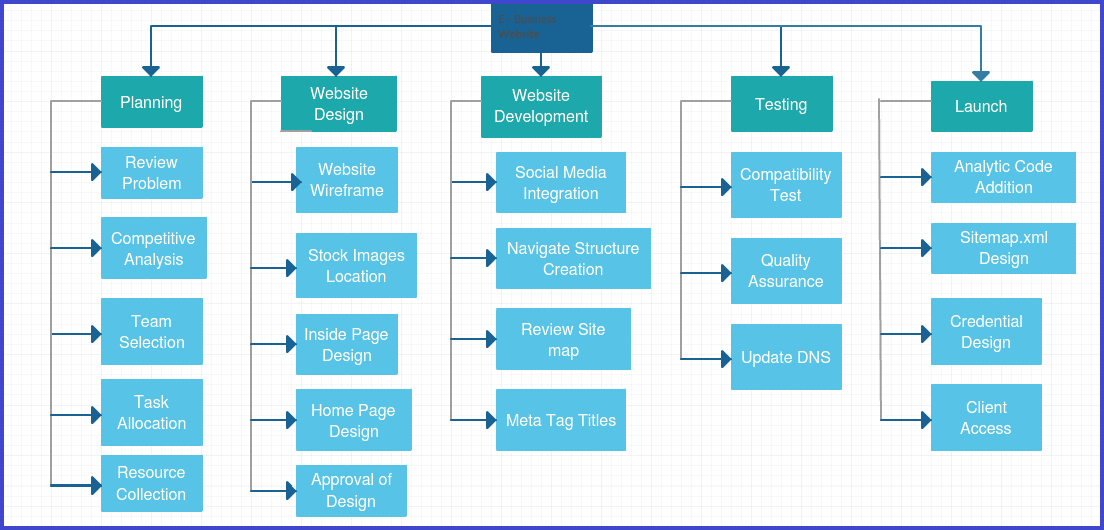 E - Business
Website
Planning
Website
Design
Website
Development
Testing
Launch
Review
Problem
Competitive
Analysis
Team
Selection
Task
Allocation
Resource
Collection
Website
Wireframe
Stock Images
Location
Inside Page
Design
Home Page
Design
Approval of
Design
Social Media
Integration
Navigate Structure
Creation
Review Site
map
Meta Tag Titles
Compatibility
Test
Quality
Assurance
Update DNS
Analytic Code
Addition
Sitemap.xml
Design
Credential
Design
Client
Access